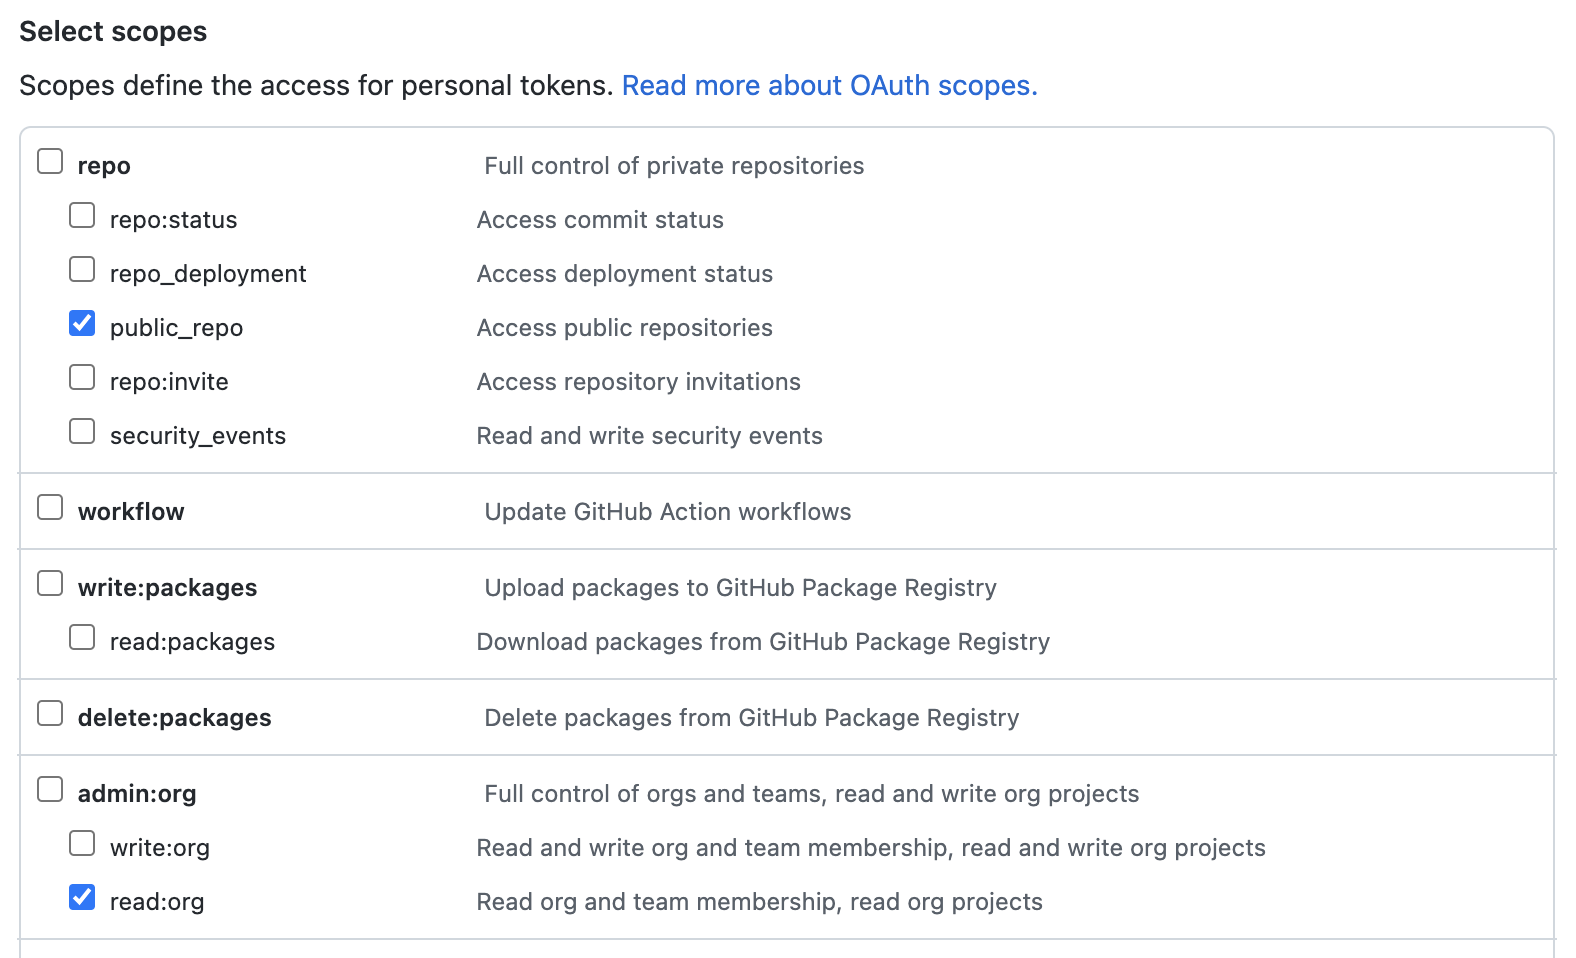 Select scopes
Scopes define the access for personal tokens. Read more about OAuth scopes.
repo Full control of private repositories
repo:status Access commit status
repo_deployment Access deployment status
public_repo Access public repositories
repo:invite Access repository invitations
security_events Read and write security events
workflow Update GitHub Action workflows
write:packages Upload packages to GitHub Package Registry
read:packages Download packages from GitHub Package Registry
delete:packages Delete packages from GitHub Package Registry
admin:org Full control of orgs and teams, read and write org projects
write:org Read and write org and team membership, read and write org projects
read:org Read org and team membership, read org projects